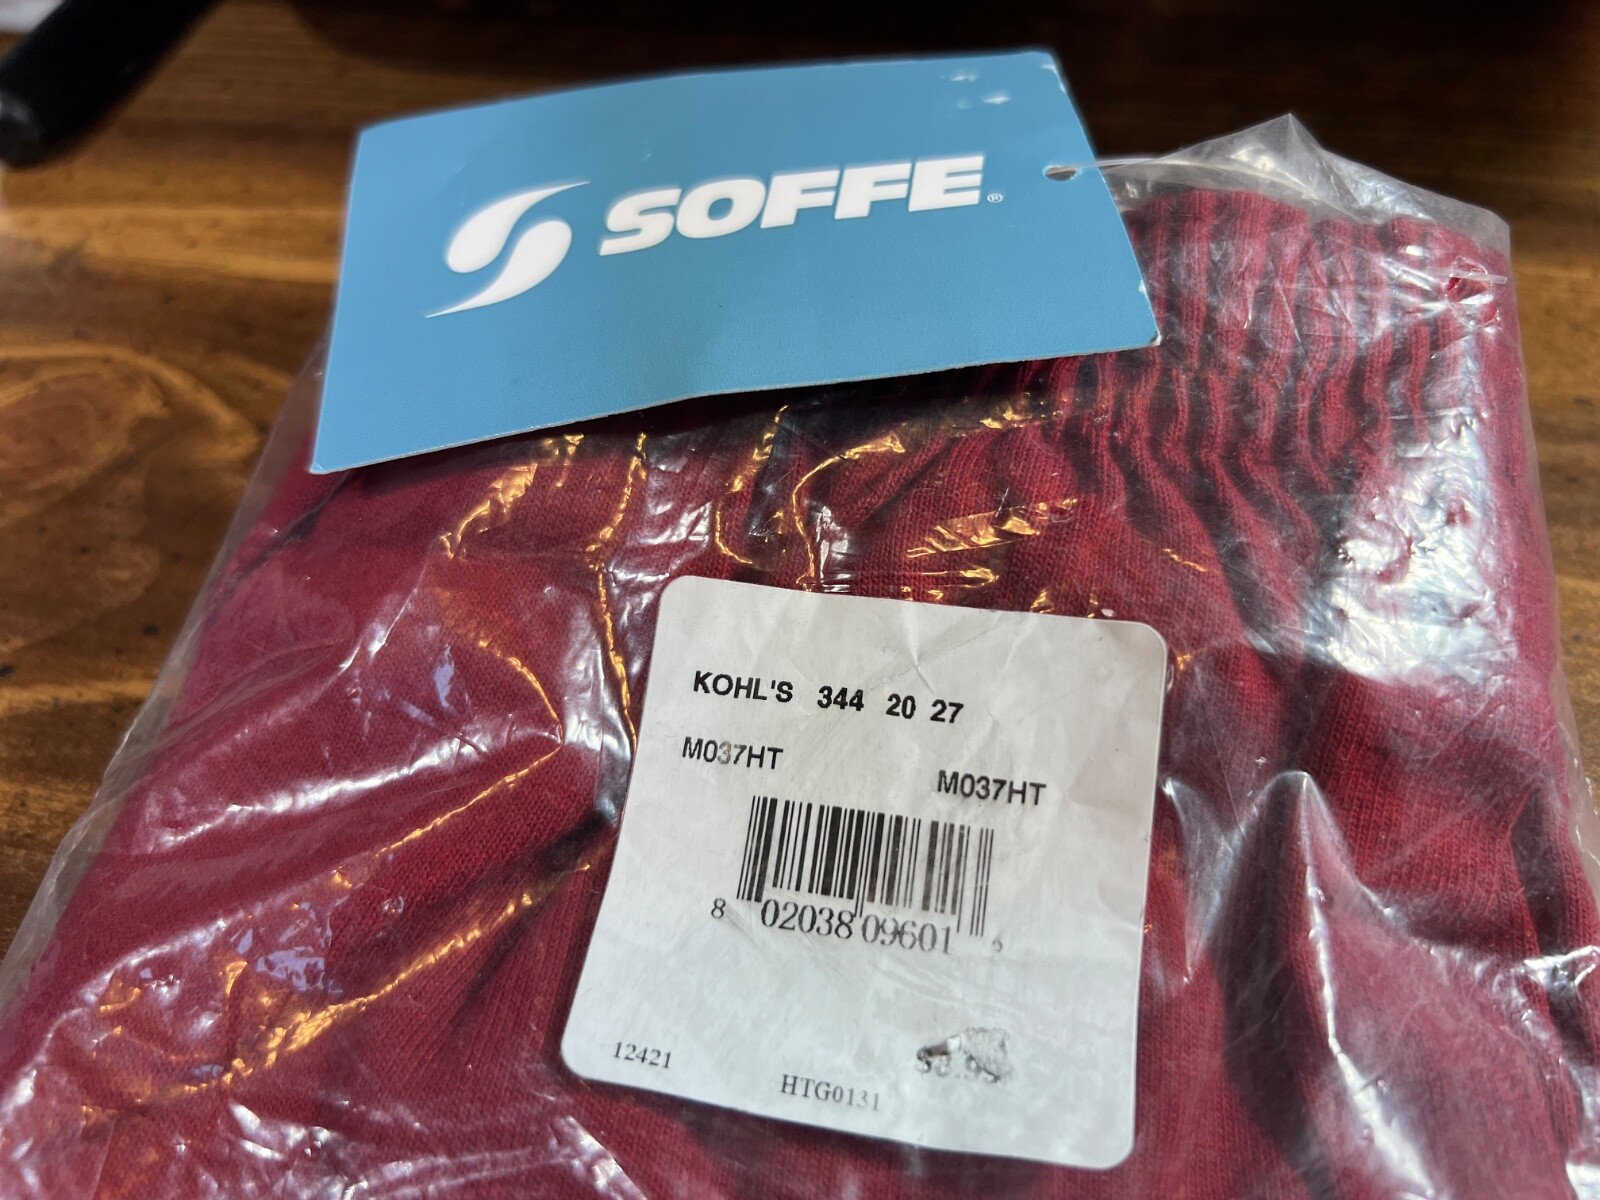 SOFFE®
KOHL'S 344 20 27
M037HT
M037HT
8 02038 09601
12421
HTG0131